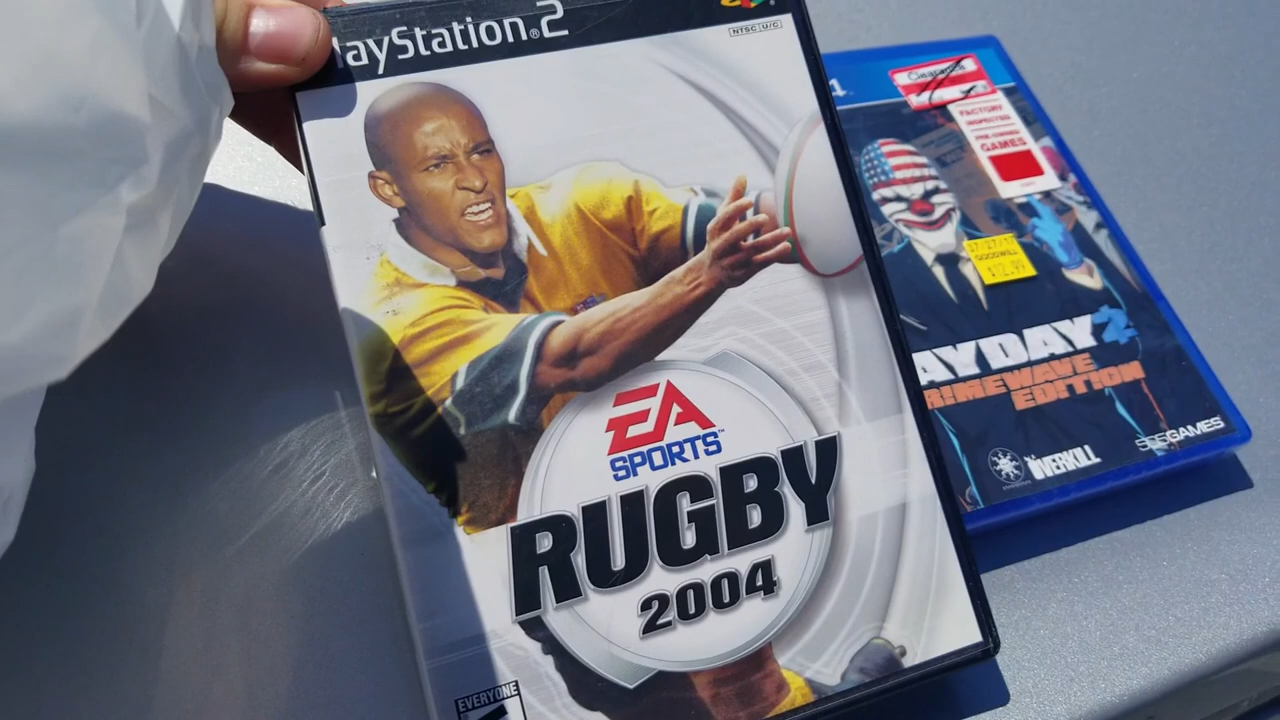 layStation®2
NTSC U/C
EA
SPORTS™
RUGBY
2004
EVERYONE
Clearance
FACTORY
INSPECTED
PRE-OWNED
GAMES
GOODWILL
$12.99
AYDAY 2
RIMEWAVE
EDITION
OVERKILL
505GAMES